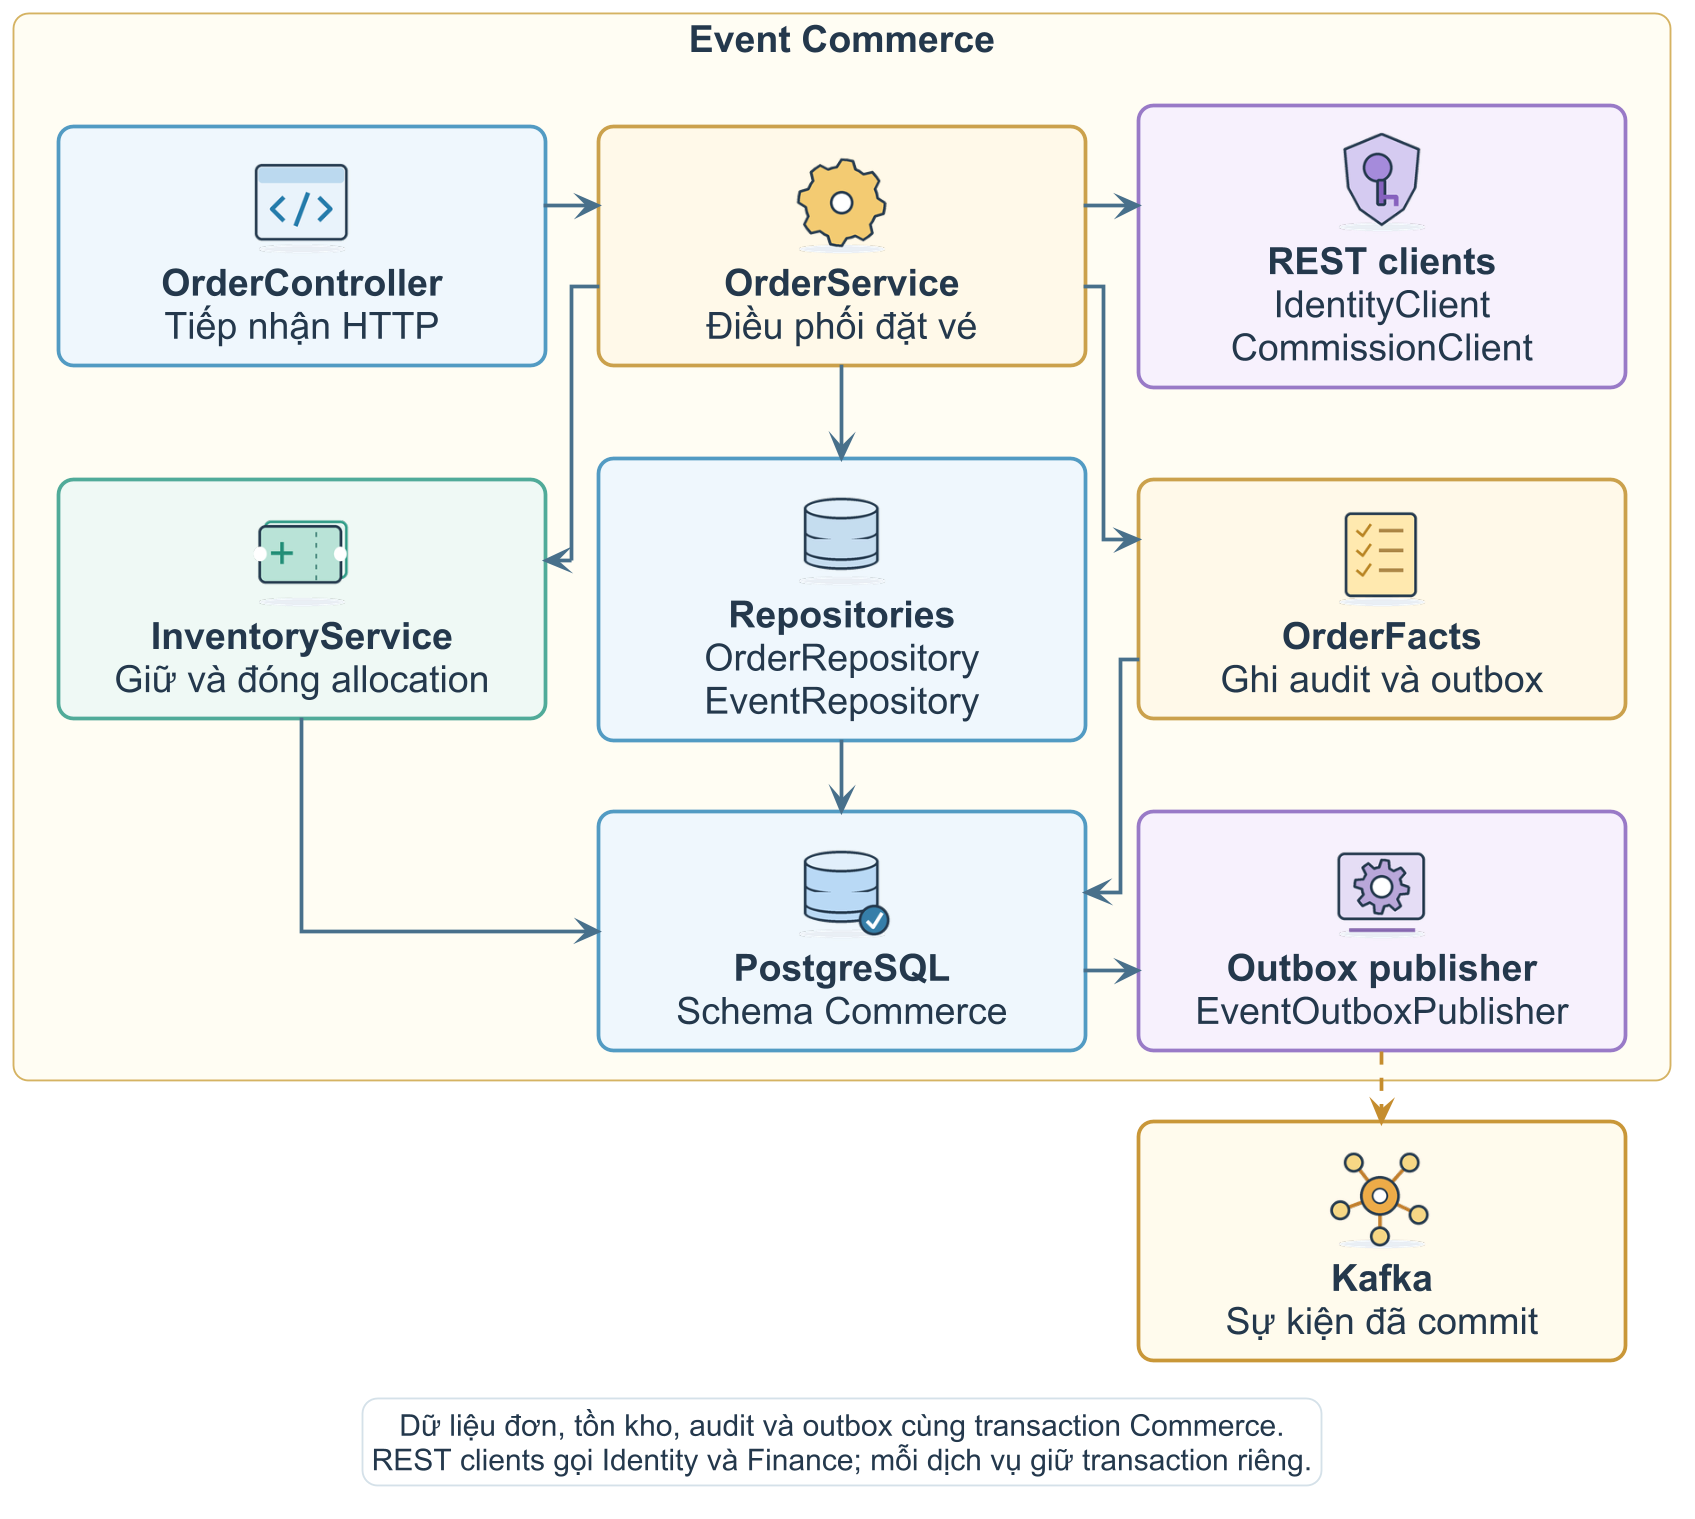 Event Commerce
OrderController
Tiếp nhận HTTP
OrderService
Điều phối đặt vé
REST clients
IdentityClient
CommissionClient
InventoryService
Giữ và đóng allocation
Repositories
OrderRepository
EventRepository
OrderFacts
Ghi audit và outbox
PostgreSQL
Schema Commerce
Outbox publisher
EventOutboxPublisher
Kafka
Sự kiện đã commit
Dữ liệu đơn, tồn kho, audit và outbox cùng transaction Commerce.
REST clients gọi Identity và Finance; mỗi dịch vụ giữ transaction riêng.